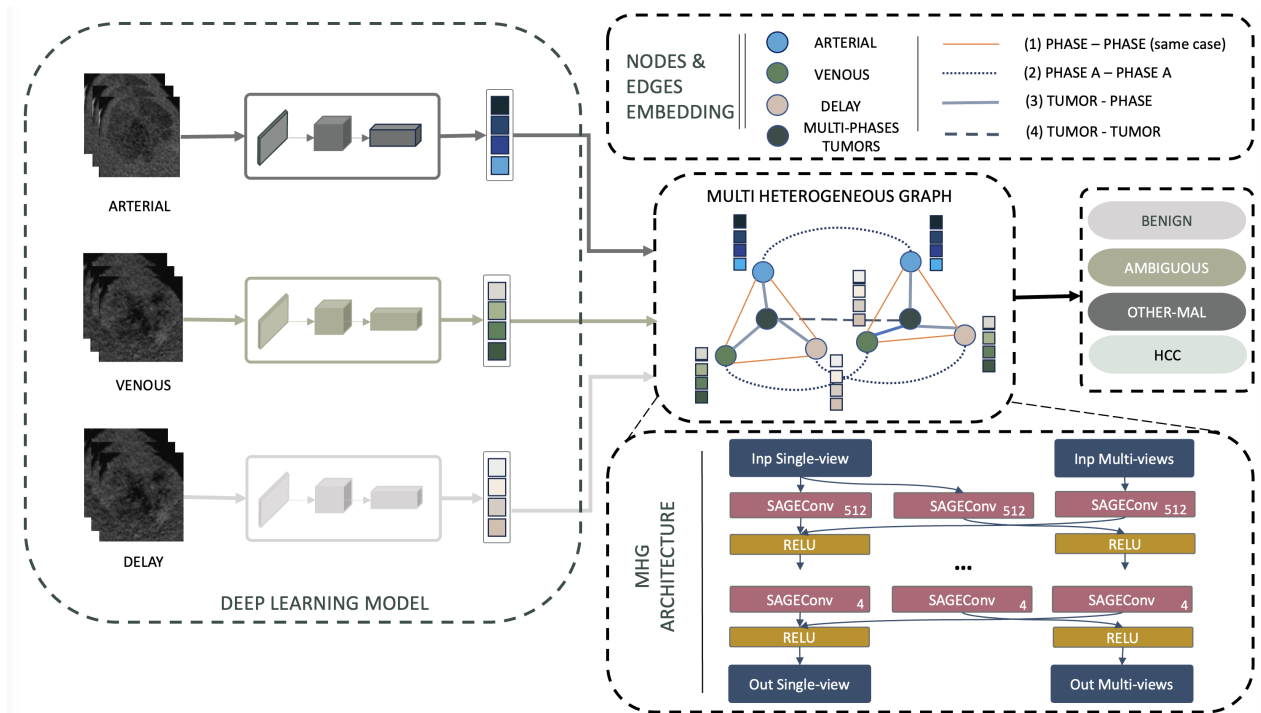 ARTERIAL
VENOUS
DELAY
DEEP LEARNING MODEL
NODES &
EDGES
EMBEDDING
ARTERIAL
VENOUS
DELAY
MULTI-PHASES
TUMORS
(1) PHASE – PHASE (same case)
(2) PHASE A – PHASE A
(3) TUMOR - PHASE
(4) TUMOR - TUMOR
MULTI HETEROGENEOUS GRAPH
BENIGN
AMBIGUOUS
OTHER-MAL
HCC
MHG
ARCHITECTURE
Inp Single-view
Inp Multi-views
SAGEConv 512
SAGEConv 512
SAGEConv 512
RELU
RELU
...
SAGEConv 4
SAGEConv 4
SAGEConv 4
RELU
RELU
Out Single-view
Out Multi-views